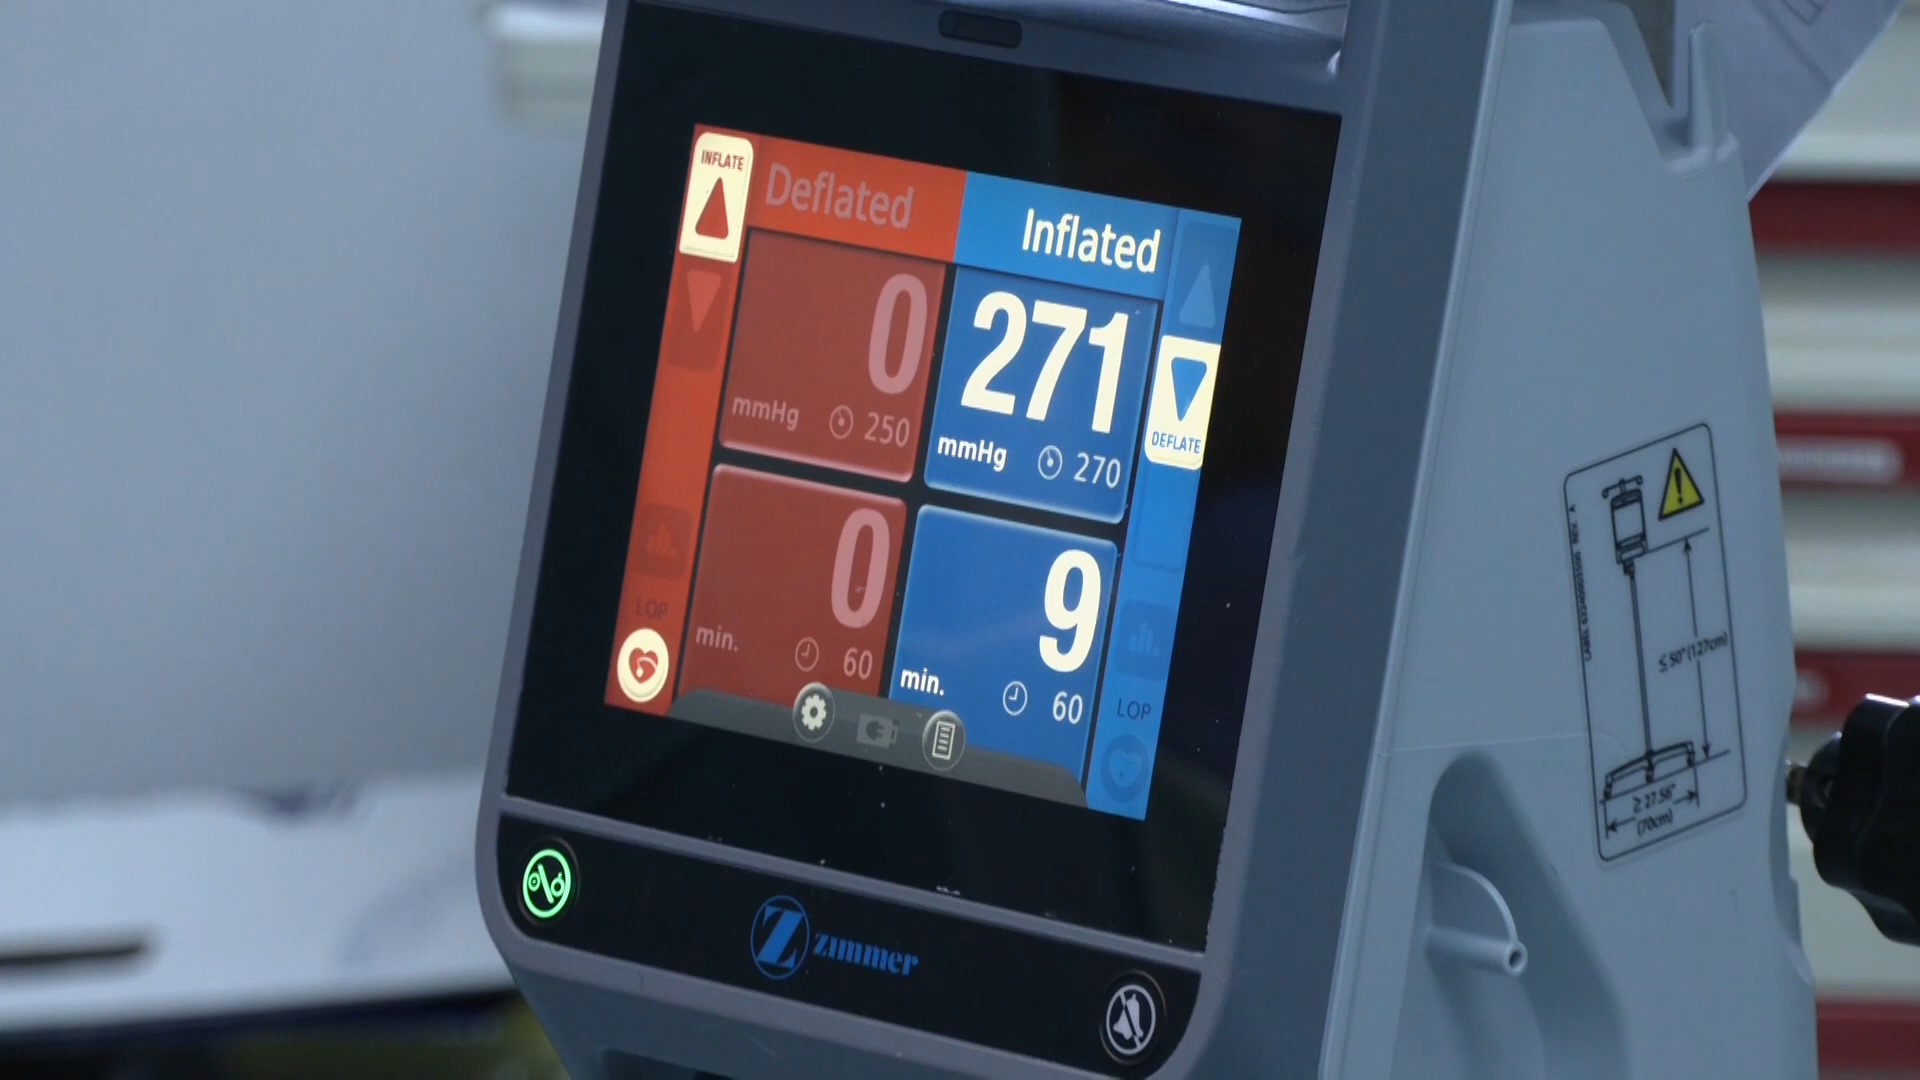 INFLATE
Deflated
Inflated
0
mmHg
250
271
mmHg
270
DEFLATE
0
min.
60
9
min.
60
LOP
LOP
Z zimmer
≤ 50" (127cm)
≥ 27.56"
(70cm)